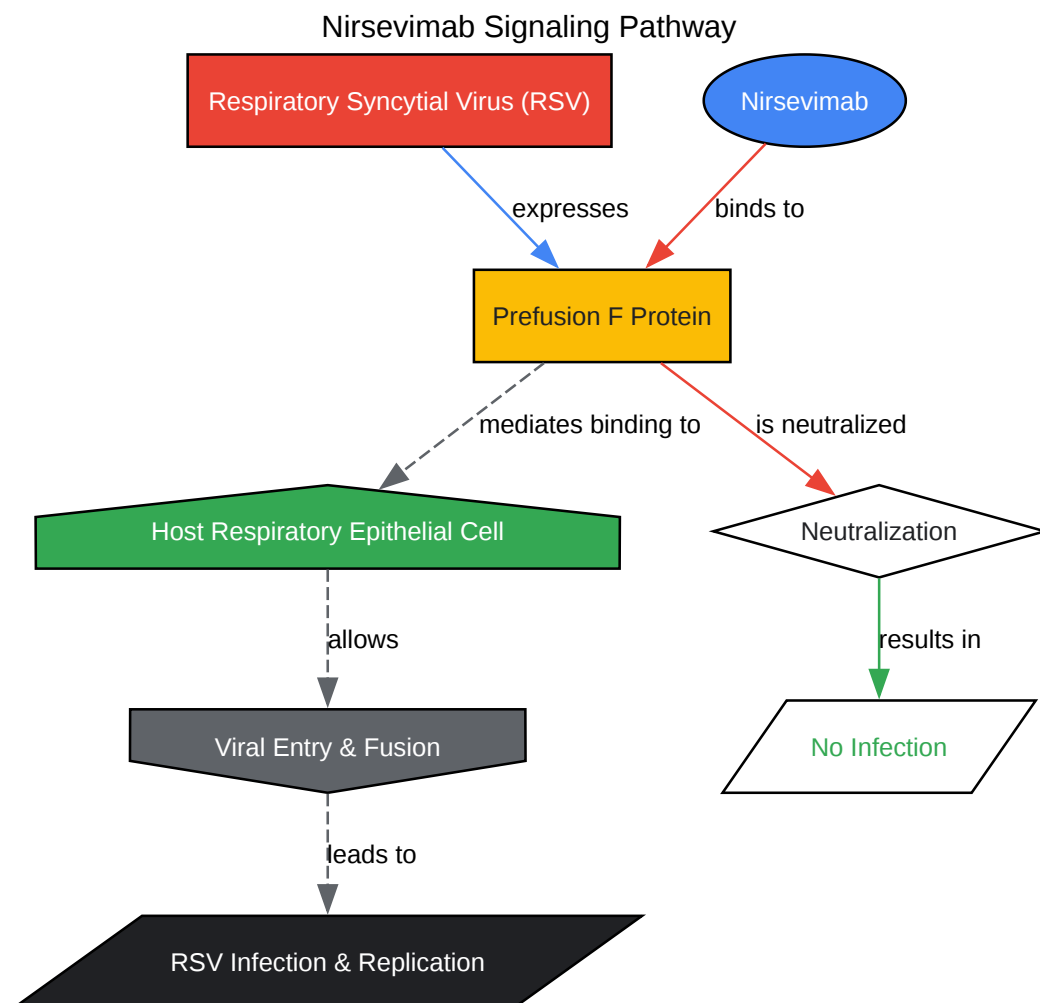 Nirsevimab Signaling Pathway
Respiratory Syncytial Virus (RSV)
Nirsevimab
expresses
binds to
Prefusion F Protein
mediates binding to
is neutralized
Host Respiratory Epithelial Cell
Neutralization
allows
results in
Viral Entry & Fusion
No Infection
leads to
RSV Infection & Replication